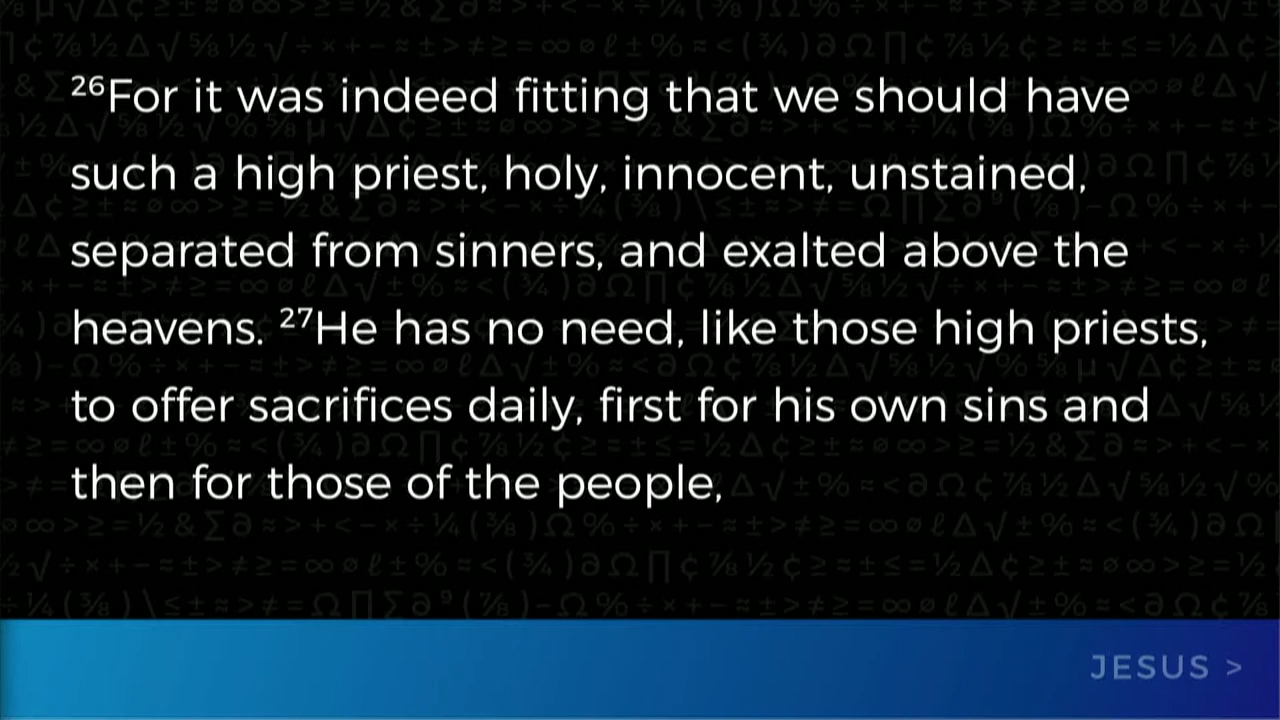 ²⁶For it was indeed fitting that we should have
such a high priest, holy, innocent, unstained,
separated from sinners, and exalted above the
heavens. ²⁷He has no need, like those high priests,
to offer sacrifices daily, first for his own sins and
then for those of the people,
JESUS >